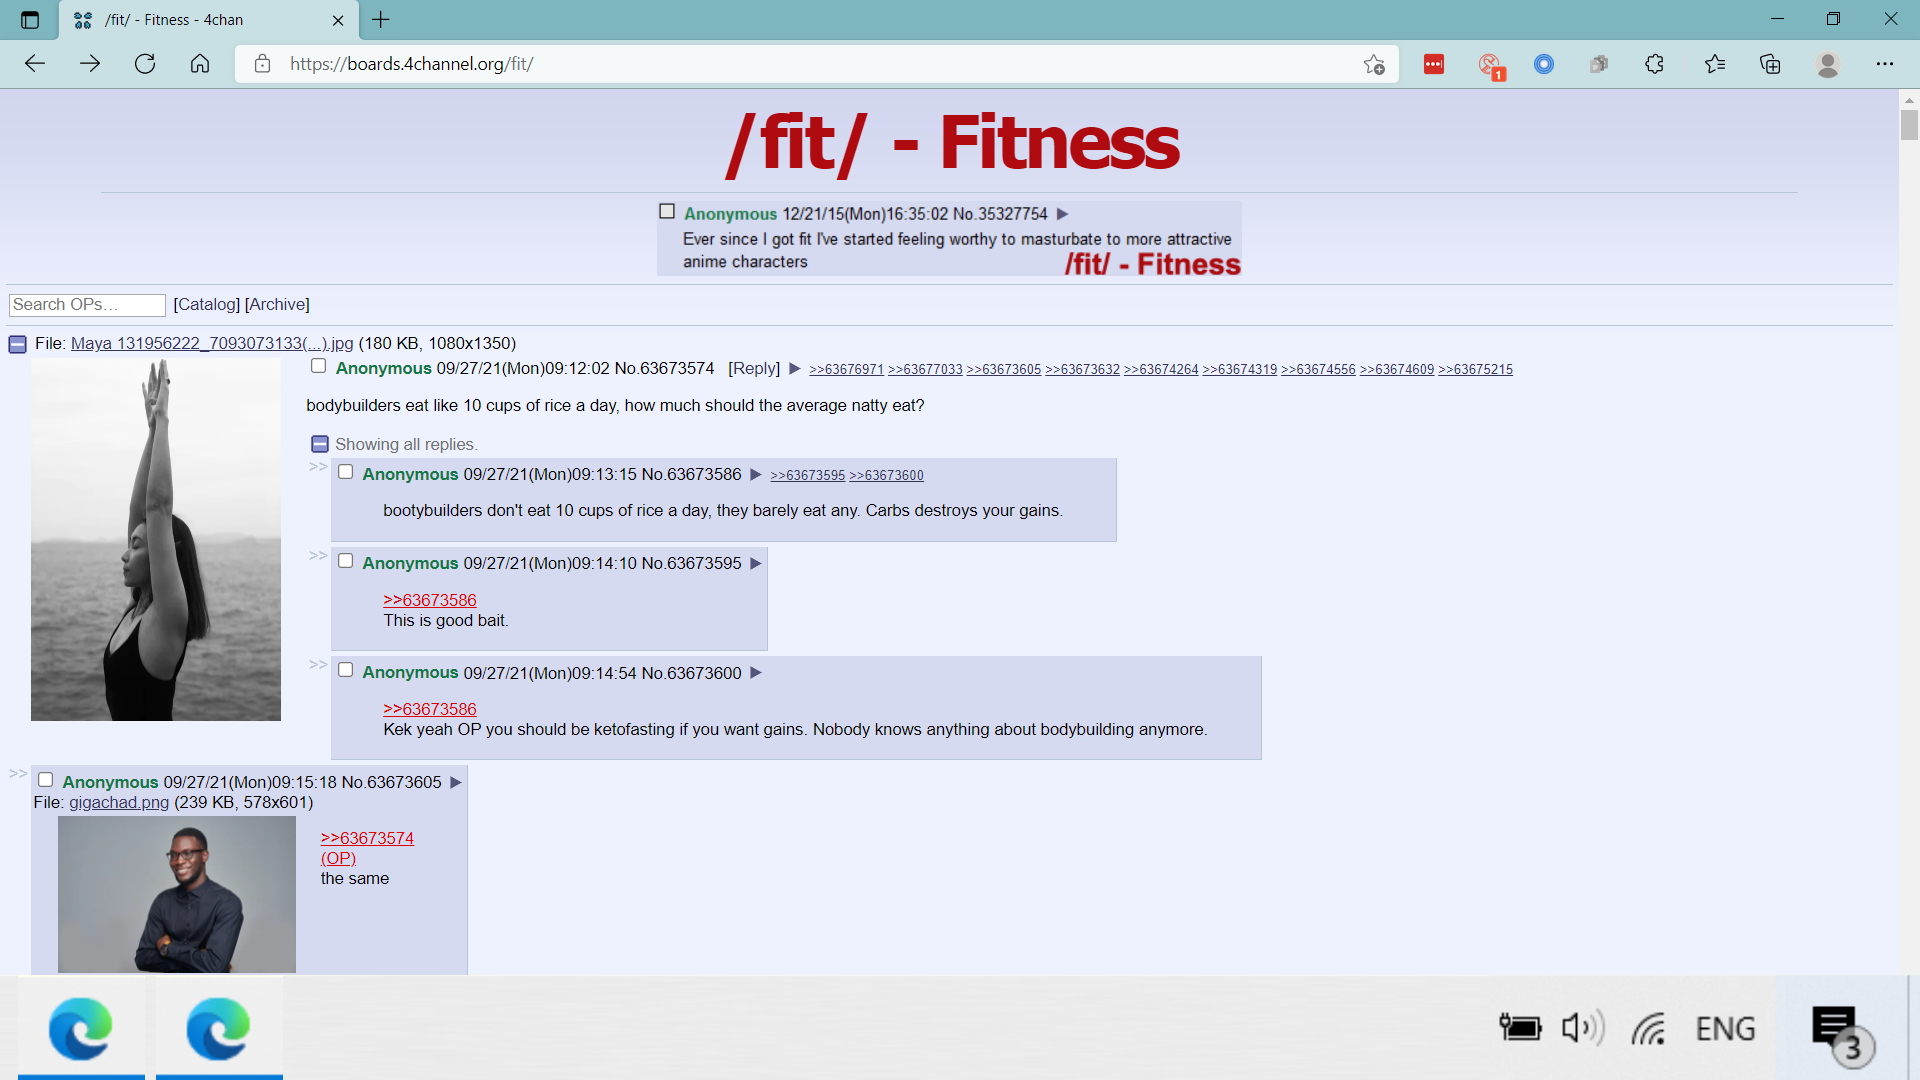 /fit/ - Fitness - 4chan
https://boards.4channel.org/fit/
1
/fit/ - Fitness
Anonymous 12/21/15(Mon)16:35:02 No.35327754 ▶
Ever since I got fit I've started feeling worthy to masturbate to more attractive
anime characters
/fit/ - Fitness
Search OPs…
[Catalog] [Archive]
File: Maya 131956222_7093073133(...).jpg (180 KB, 1080x1350)
Anonymous 09/27/21(Mon)09:12:02 No.63673574 [Reply] ▶ >>63676971 >>63677033 >>63673605 >>63673632 >>63674264 >>63674319 >>63674556 >>63674609 >>63675215
bodybuilders eat like 10 cups of rice a day, how much should the average natty eat?
Showing all replies.
>> Anonymous 09/27/21(Mon)09:13:15 No.63673586 ▶ >>63673595 >>63673600
bootybuilders don't eat 10 cups of rice a day, they barely eat any. Carbs destroys your gains.
>> Anonymous 09/27/21(Mon)09:14:10 No.63673595 ▶
>>63673586
This is good bait.
>> Anonymous 09/27/21(Mon)09:14:54 No.63673600 ▶
>>63673586
Kek yeah OP you should be ketofasting if you want gains. Nobody knows anything about bodybuilding anymore.
>> Anonymous 09/27/21(Mon)09:15:18 No.63673605 ▶
File: gigachad.png (239 KB, 578x601)
>>63673574
(OP)
the same
ENG
3